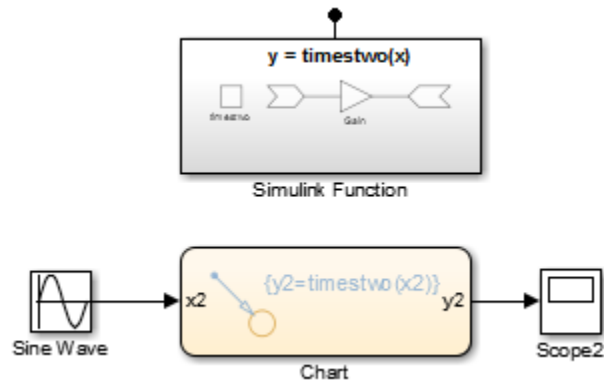 y = timestwo(x)
timestwo
Gain
Simulink Function
{y2=timestwo(x2)}
x2
y2
Sine Wave
Chart
Scope2